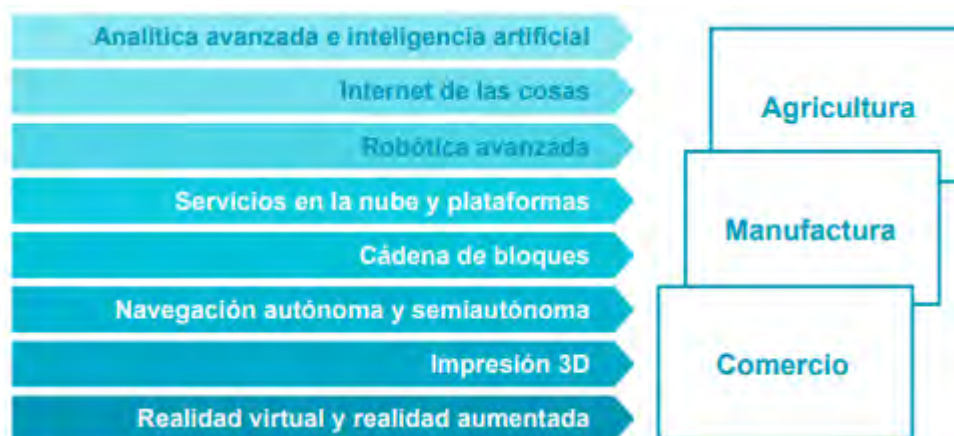 Analítica avanzada e inteligencia artificial
Internet de las cosas
Robótica avanzada
Servicios en la nube y plataformas
Cádena de bloques
Navegación autónoma y semiautónoma
Impresión 3D
Realidad virtual y realidad aumentada
Agricultura
Manufactura
Comercio